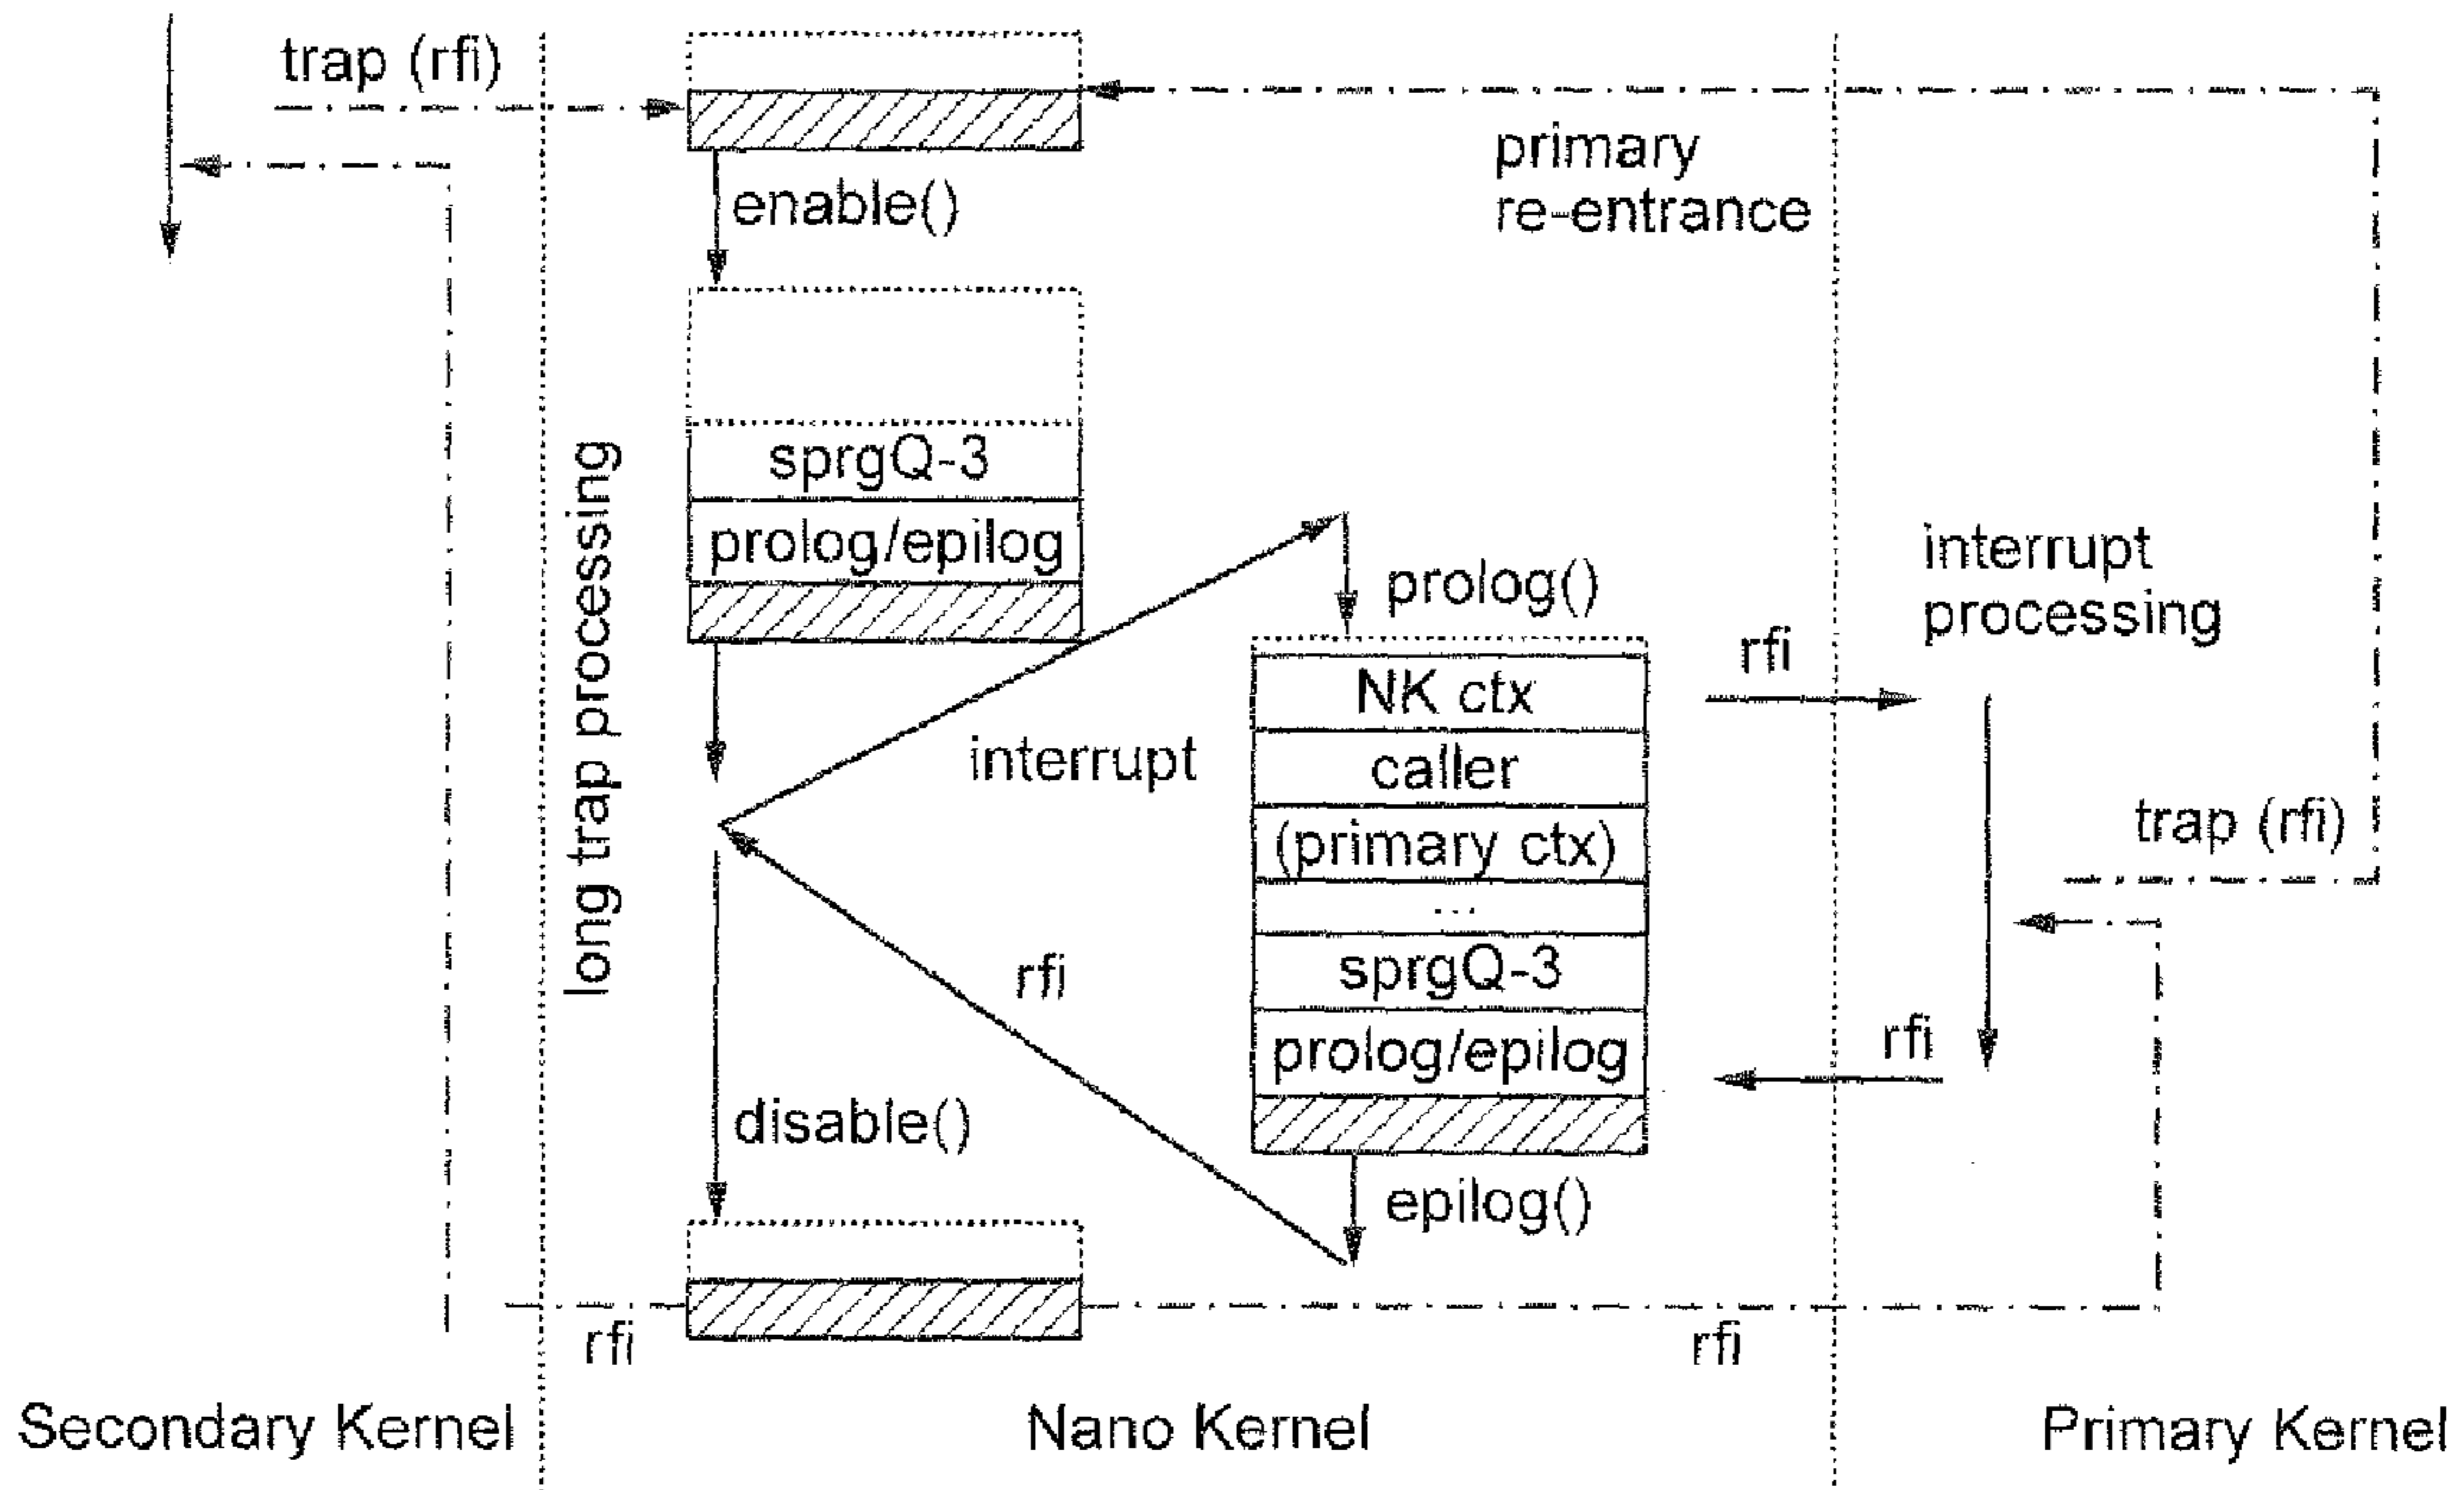 trap (rfi)
primary
re-entrance
enable()
long trap processing
sprgQ-3
prolog/epilog
interrupt
prolog()
NK ctx
caller
(primary ctx)
...
sprgQ-3
prolog/epilog
rfi
interrupt
processing
trap (rfi)
rfi
rfi
disable()
epilog()
rfi
rfi
Secondary Kernel
Nano Kernel
Primary Kernel